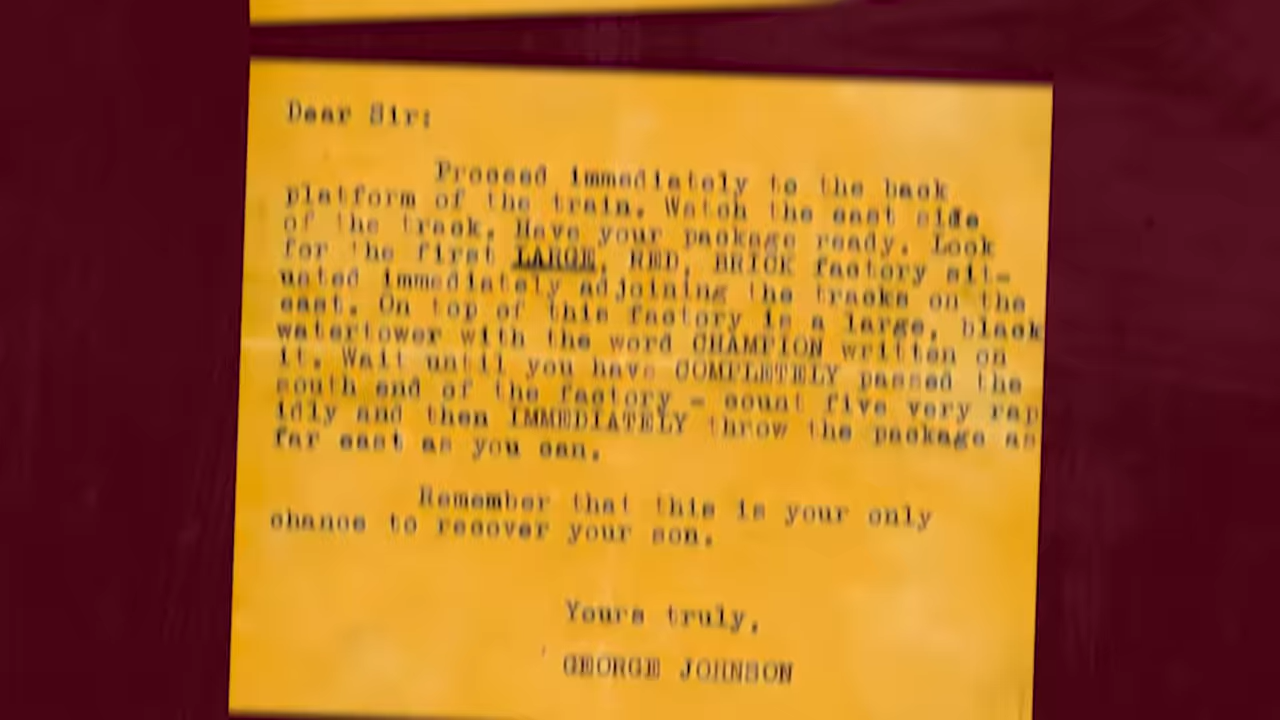 Dear Sir:
Proceed immediately to the back
platform of the train. Watch the east side
of the track. Have your package ready. Look
for the first LARGE, RED, BRICK factory sit-
uated immediately adjoining the tracks on the
east. On top of this factory is a large, black
watertower with the word CHAMPION written on
it. Wait until you have COMPLETELY passed the
south end of the factory - count five very rap
idly and then IMMEDIATELY throw the package as
far east as you can.
Remember that this is your only
chance to recover your son.
Yours truly,
GEORGE JOHNSON